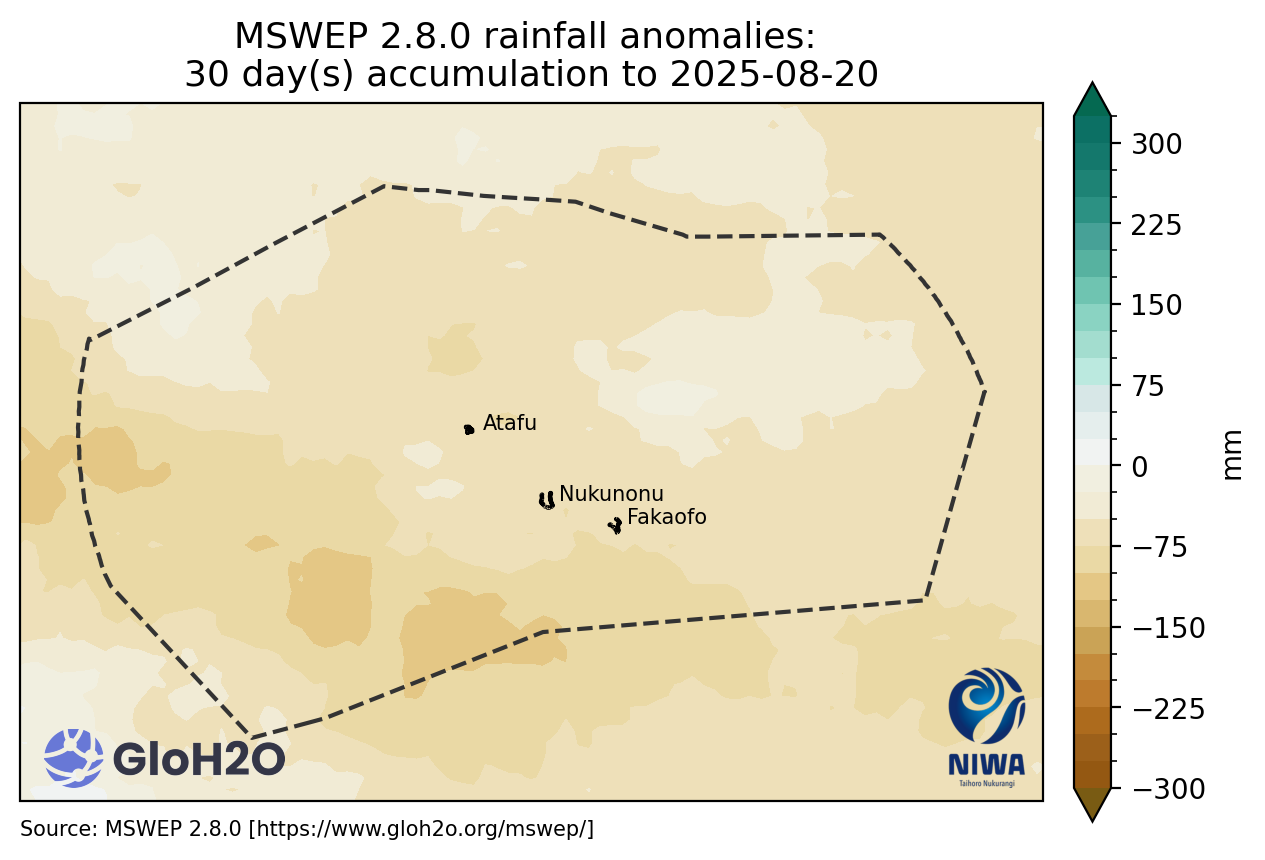 MSWEP 2.8.0 rainfall anomalies:
30 day(s) accumulation to 2025-08-20
300
225
150
75
0
−75
−150
−225
−300
mm
Atafu
Nukunonu
Fakaofo
GloH2O
NIWA
Taihoro Nukurangi
Source: MSWEP 2.8.0 [https://www.gloh2o.org/mswep/]